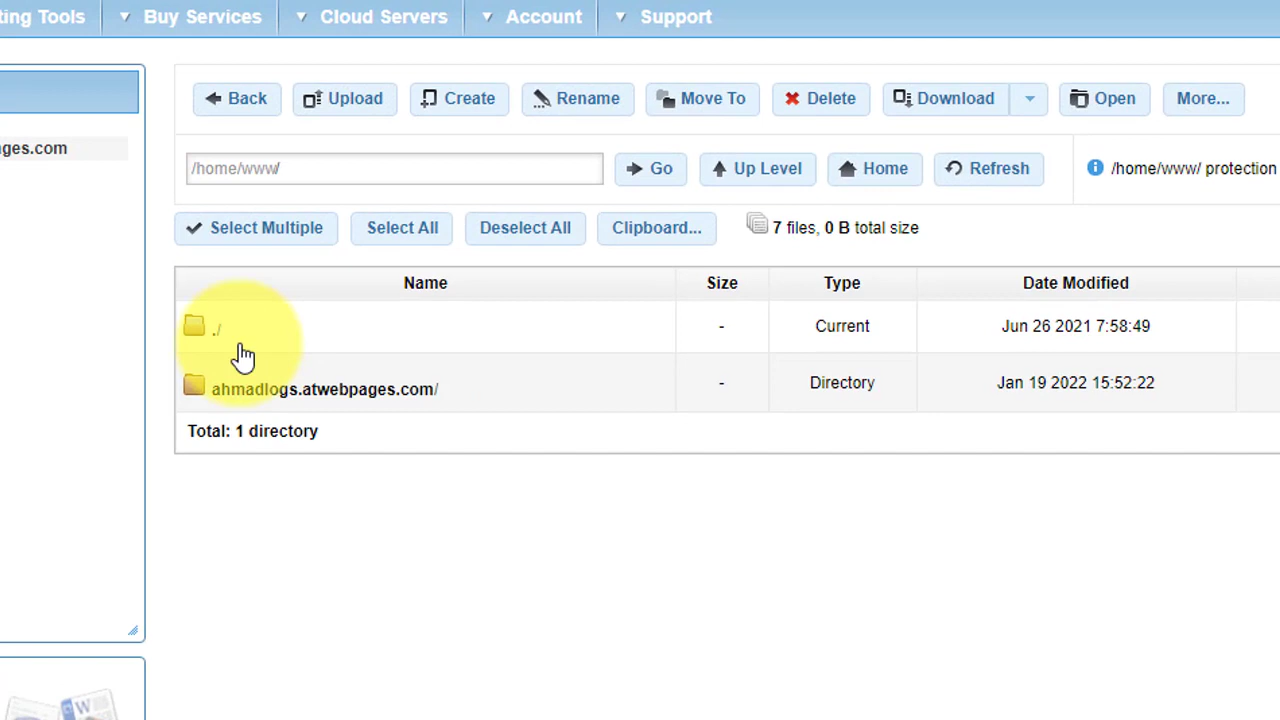 ting Tools ▼ Buy Services ▼ Cloud Servers ▼ Account ▼ Support
ges.com
Back Upload Create Rename Move To Delete Download Open More...
/home/www/ Go Up Level Home Refresh /home/www/ protection
Select Multiple Select All Deselect All Clipboard... 7 files, 0 B total size
Name Size Type Date Modified
./ - Current Jun 26 2021 7:58:49
ahmadlogs.atwebpages.com/ - Directory Jan 19 2022 15:52:22
Total: 1 directory
W